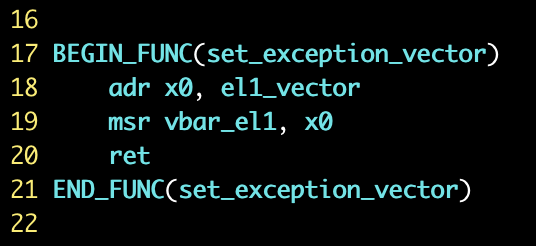 16
17 BEGIN_FUNC(set_exception_vector)
18     adr x0, el1_vector
19     msr vbar_el1, x0
20     ret
21 END_FUNC(set_exception_vector)
22